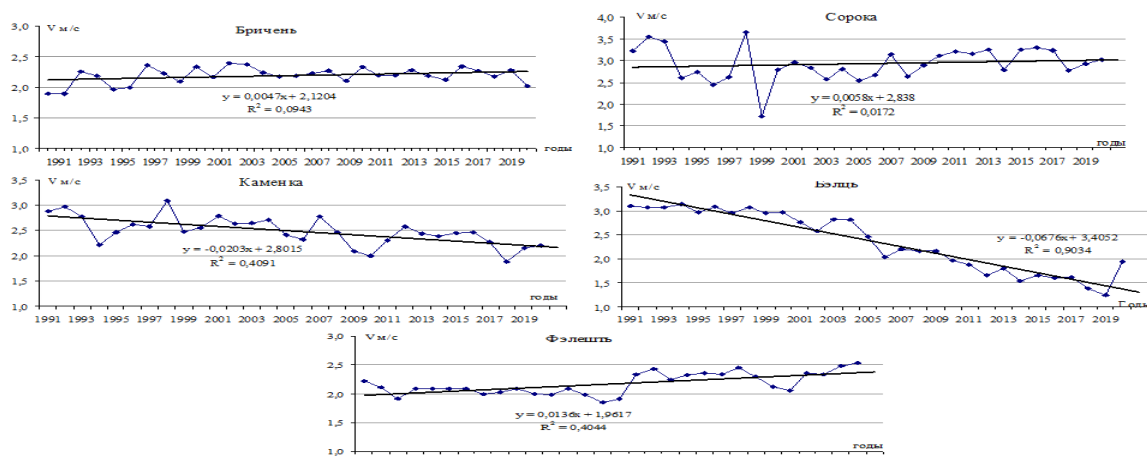 V м/с
Бричень
3,0
2,5
2,0
1,5
1,0
y = 0,0047x + 2,1204
R² = 0,0943
1991 1993 1995 1997 1999 2001 2003 2005 2007 2009 2011 2013 2015 2017 2019
годы
V м/с
Сорока
4,0
3,5
3,0
2,5
2,0
1,5
1,0
y = 0,0058x + 2,838
R² = 0,0172
1991 1993 1995 1997 1999 2001 2003 2005 2007 2009 2011 2013 2015 2017 2019
годы
V м/с
Каменка
3,5
3,0
2,5
2,0
1,5
1,0
y = -0,0203x + 2,8015
R² = 0,4091
годы
1991 1993 1995 1997 1999 2001 2003 2005 2007 2009 2011 2013 2015 2017 2019
V м/с
Бэлць
3,5
3,0
2,5
2,0
1,5
1,0
y = -0,0676x + 3,4052
R² = 0,9034
Годы
1991 1993 1995 1997 1999 2001 2003 2005 2007 2009 2011 2013 2015 2017 2019
V м/с
Фэлешть
3,0
2,5
2,0
1,5
1,0
y = 0,0136x + 1,9617
R² = 0,4044
годы